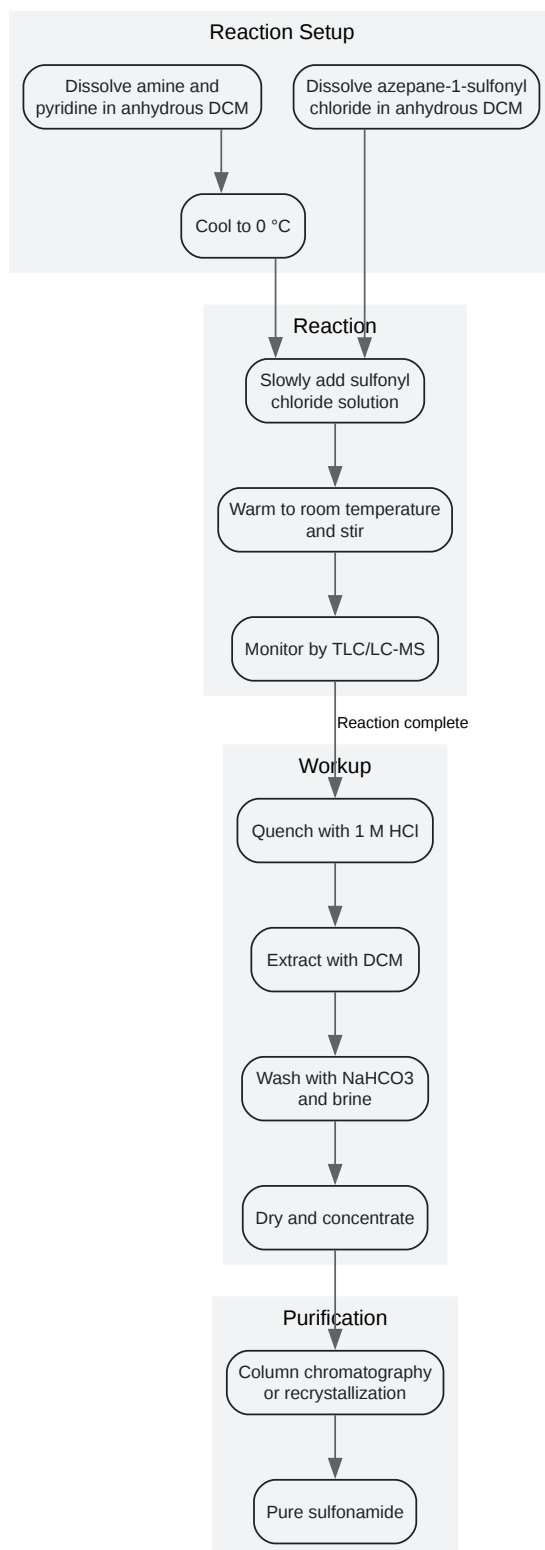 Reaction Setup
Dissolve amine and
pyridine in anhydrous DCM
Dissolve azepane-1-sulfonyl
chloride in anhydrous DCM
Cool to 0 °C
Reaction
Slowly add sulfonyl
chloride solution
Warm to room temperature
and stir
Monitor by TLC/LC-MS
Reaction complete
Workup
Quench with 1 M HCl
Extract with DCM
Wash with NaHCO3
and brine
Dry and concentrate
Purification
Column chromatography
or recrystallization
Pure sulfonamide